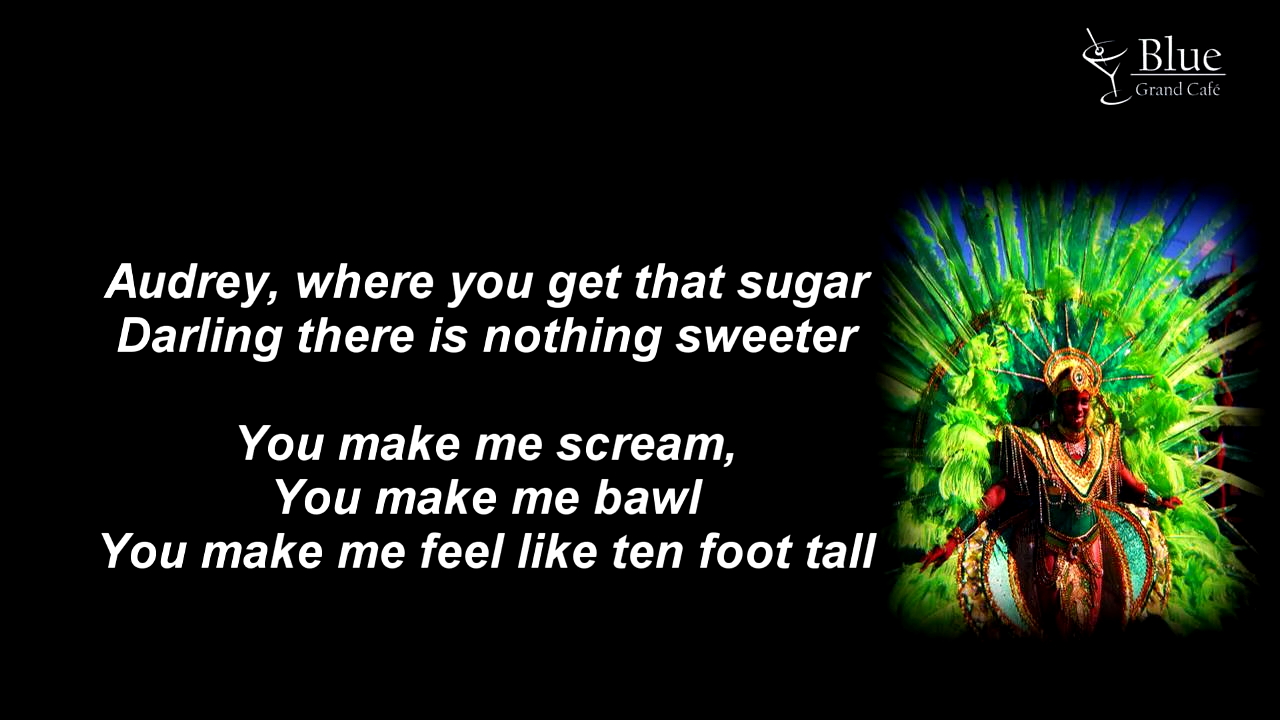 Blue
Grand Café
Audrey, where you get that sugar
Darling there is nothing sweeter
You make me scream,
You make me bawl
You make me feel like ten foot tall